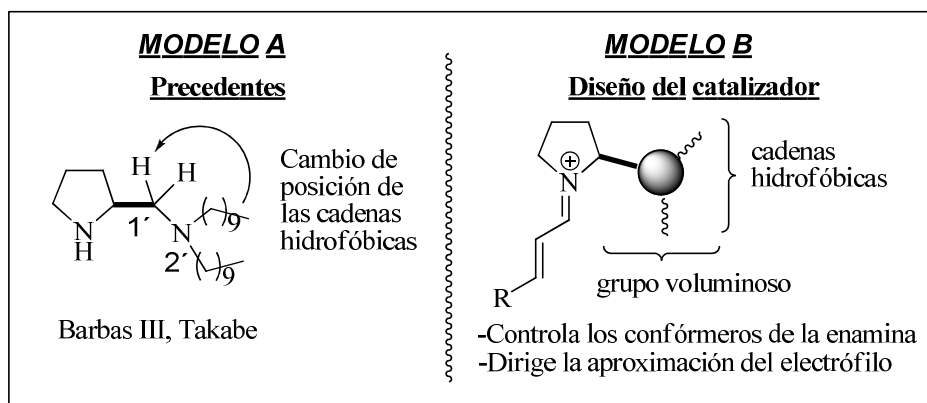 MODELO A
Precedentes
H
H
N
H
1´
N
2´
( )9
( )9
Cambio de
posición de
las cadenas
hidrofóbicas
Barbas III, Takabe
MODELO B
Diseño del catalizador
+
N
R
cadenas
hidrofóbicas
grupo voluminoso
-Controla los confórmeros de la enamina
-Dirige la aproximación del electrófilo